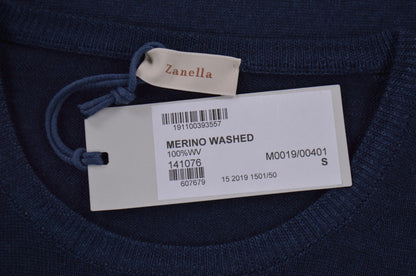 Zanella
191100393557
MERINO WASHED
100%WV
141076
M0019/00401
S
607679
15 2019 1501/50